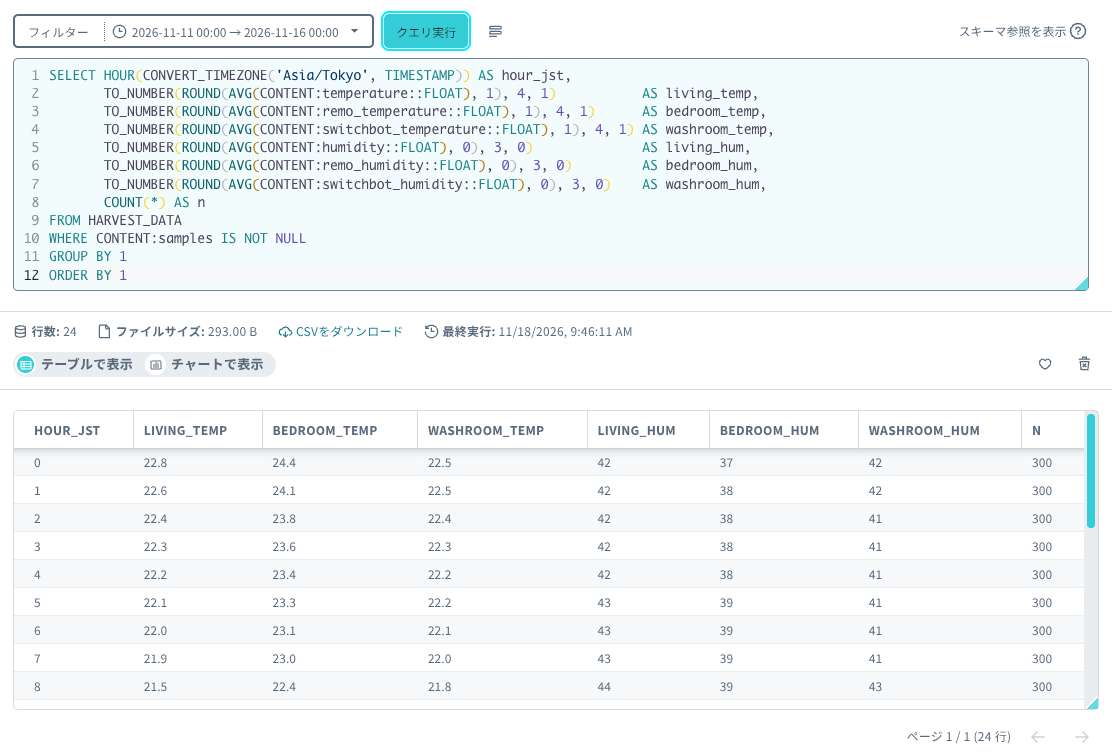 フィルター 2026-11-11 00:00 → 2026-11-16 00:00 クエリ実行 スキーマ参照を表示
1 SELECT HOUR(CONVERT_TIMEZONE('Asia/Tokyo', TIMESTAMP)) AS hour_jst,
2 TO_NUMBER(ROUND(AVG(CONTENT:temperature::FLOAT), 1), 4, 1) AS living_temp,
3 TO_NUMBER(ROUND(AVG(CONTENT:remo_temperature::FLOAT), 1), 4, 1) AS bedroom_temp,
4 TO_NUMBER(ROUND(AVG(CONTENT:switchbot_temperature::FLOAT), 1), 4, 1) AS washroom_temp,
5 TO_NUMBER(ROUND(AVG(CONTENT:humidity::FLOAT), 0), 3, 0) AS living_hum,
6 TO_NUMBER(ROUND(AVG(CONTENT:remo_humidity::FLOAT), 0), 3, 0) AS bedroom_hum,
7 TO_NUMBER(ROUND(AVG(CONTENT:switchbot_humidity::FLOAT), 0), 3, 0) AS washroom_hum,
8 COUNT(*) AS n
9 FROM HARVEST_DATA
10 WHERE CONTENT:samples IS NOT NULL
11 GROUP BY 1
12 ORDER BY 1
行数: 24 ファイルサイズ: 293.00 B CSVをダウンロード 最終実行: 11/18/2026, 9:46:11 AM
テーブルで表示 チャートで表示
HOUR_JST LIVING_TEMP BEDROOM_TEMP WASHROOM_TEMP LIVING_HUM BEDROOM_HUM WASHROOM_HUM N
0 22.8 24.4 22.5 42 37 42 300
1 22.6 24.1 22.5 42 38 42 300
2 22.4 23.8 22.4 42 38 41 300
3 22.3 23.6 22.3 42 38 41 300
4 22.2 23.4 22.2 42 38 41 300
5 22.1 23.3 22.2 43 39 41 300
6 22.0 23.1 22.1 43 39 41 300
7 21.9 23.0 22.0 43 39 41 300
8 21.5 22.4 21.8 44 39 43 300
ページ 1 / 1 (24 行)